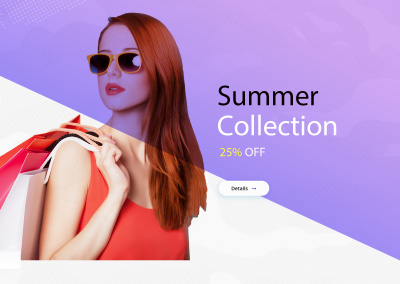 Summer
Collection
25% OFF
Details →